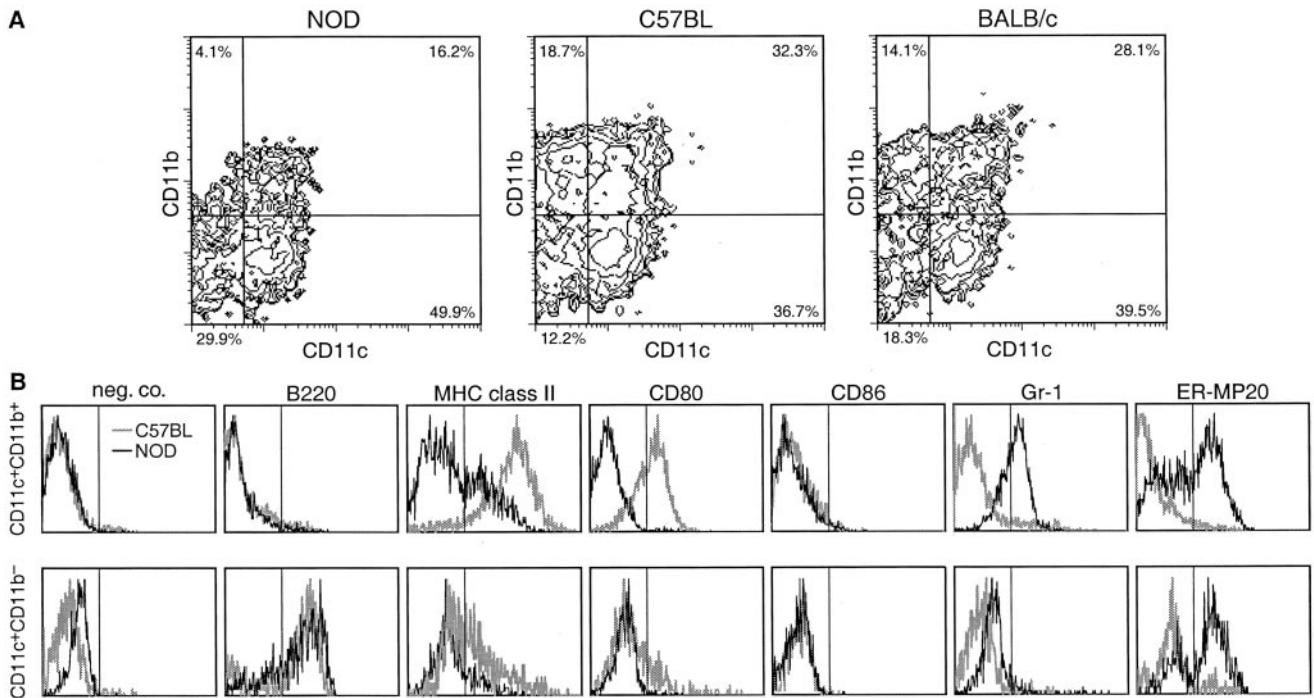 A
NOD C57BL BALB/c
4.1% 16.2% 18.7% 32.3% 14.1% 28.1%
CD11b CD11b CD11b
49.9% 36.7% 39.5%
29.9% 12.2% 18.3%
CD11c CD11c CD11c
B
neg. co. B220 MHC class II CD80 CD86 Gr-1 ER-MP20
CD11c+CD11b+
C57BL
NOD
CD11c+CD11b−